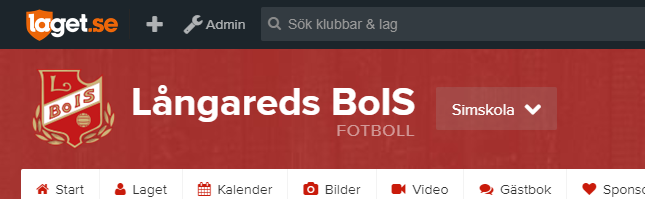 laget.se Admin Sök klubbar & lag
L
BoIS
Långareds BoIS
FOTBOLL
Simskola
Start Laget Kalender Bilder Video Gästbok Sponso